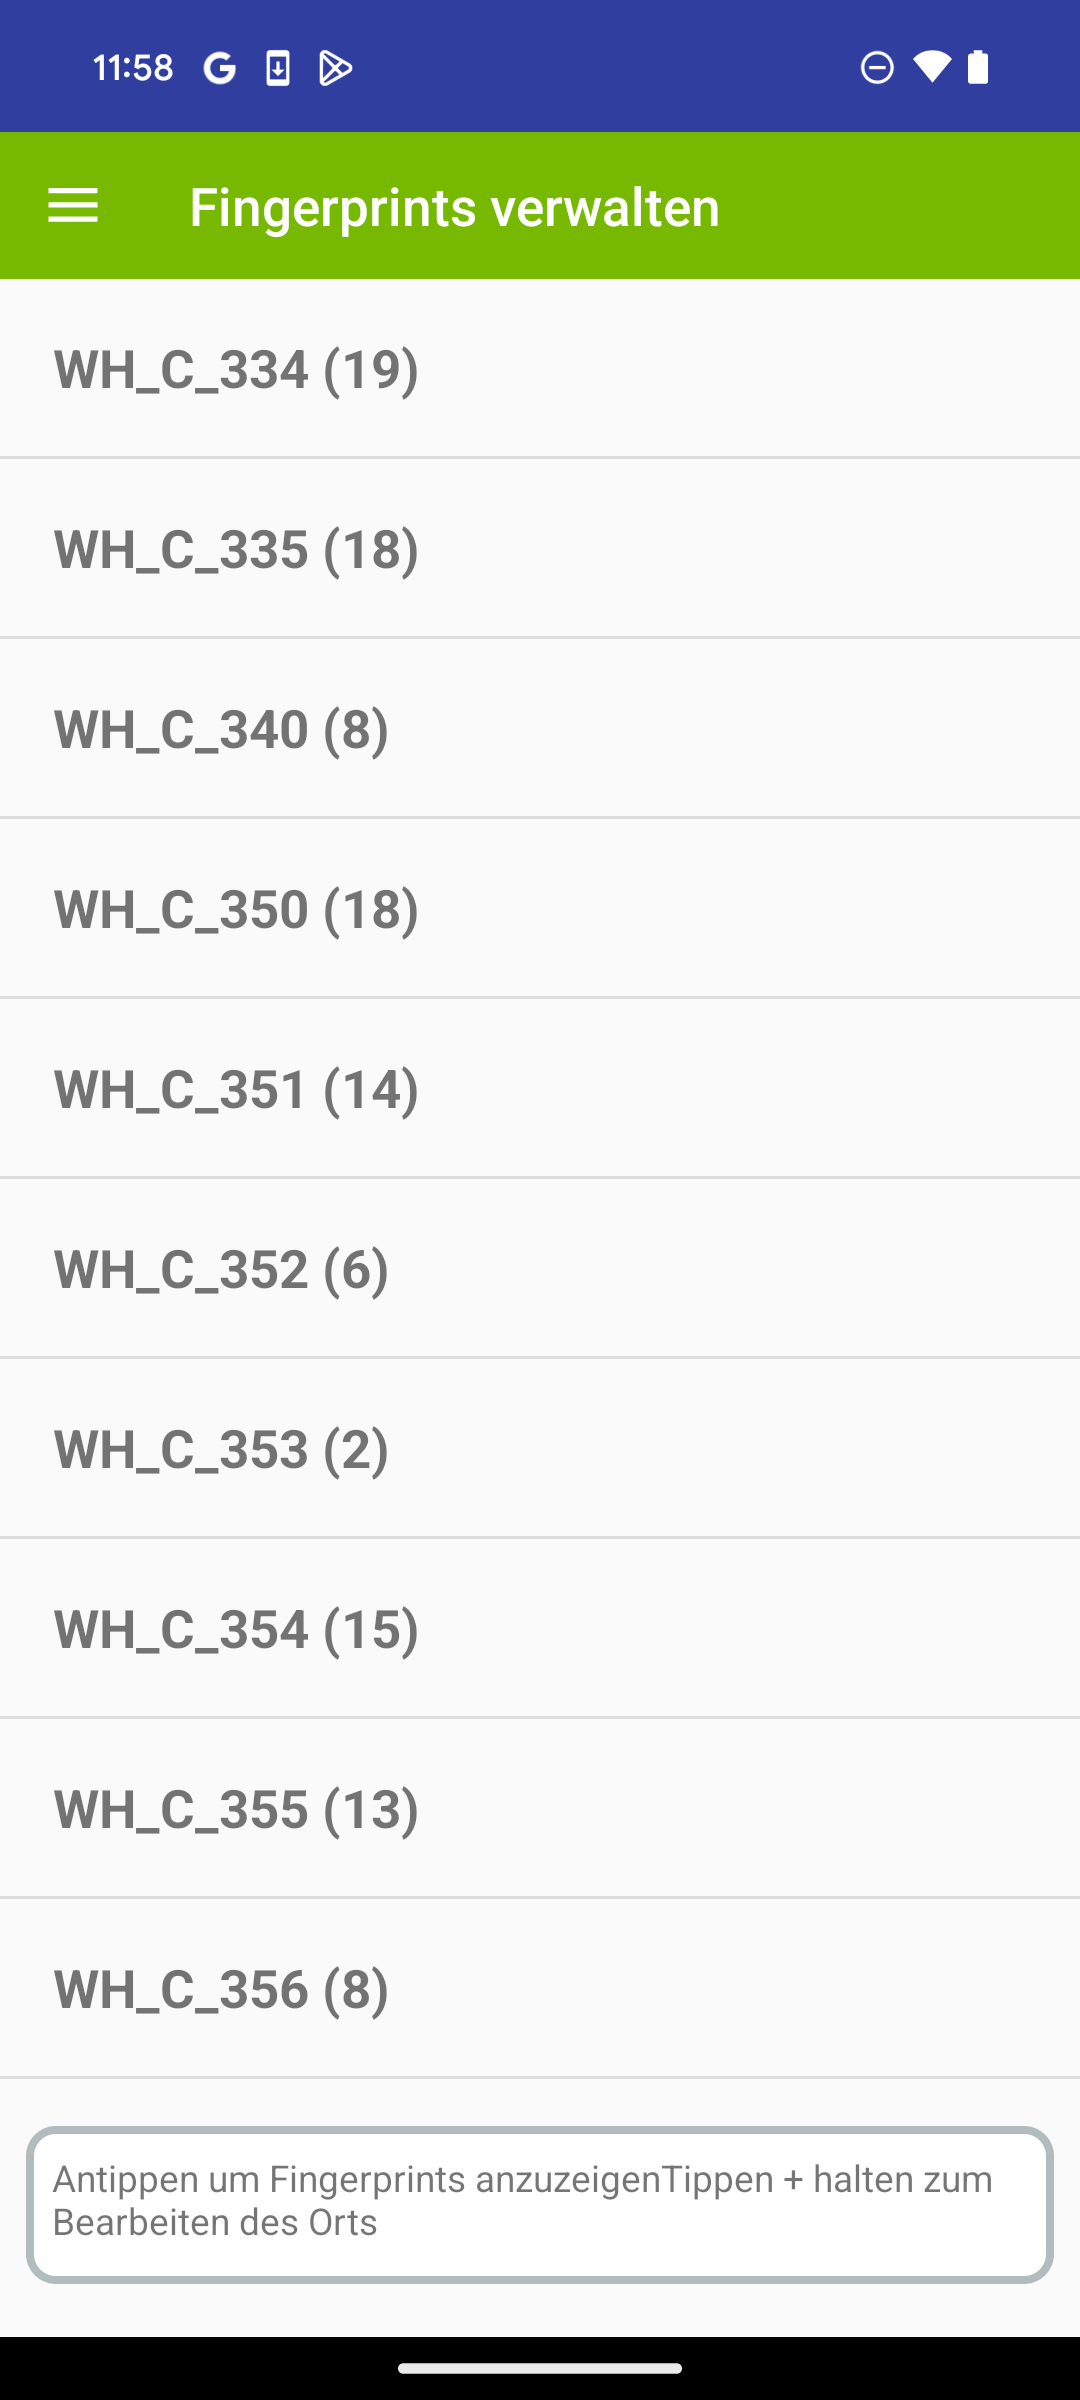 11:58
Fingerprints verwalten
WH_C_334 (19)
WH_C_335 (18)
WH_C_340 (8)
WH_C_350 (18)
WH_C_351 (14)
WH_C_352 (6)
WH_C_353 (2)
WH_C_354 (15)
WH_C_355 (13)
WH_C_356 (8)
Antippen um Fingerprints anzuzeigenTippen + halten zum
Bearbeiten des Orts